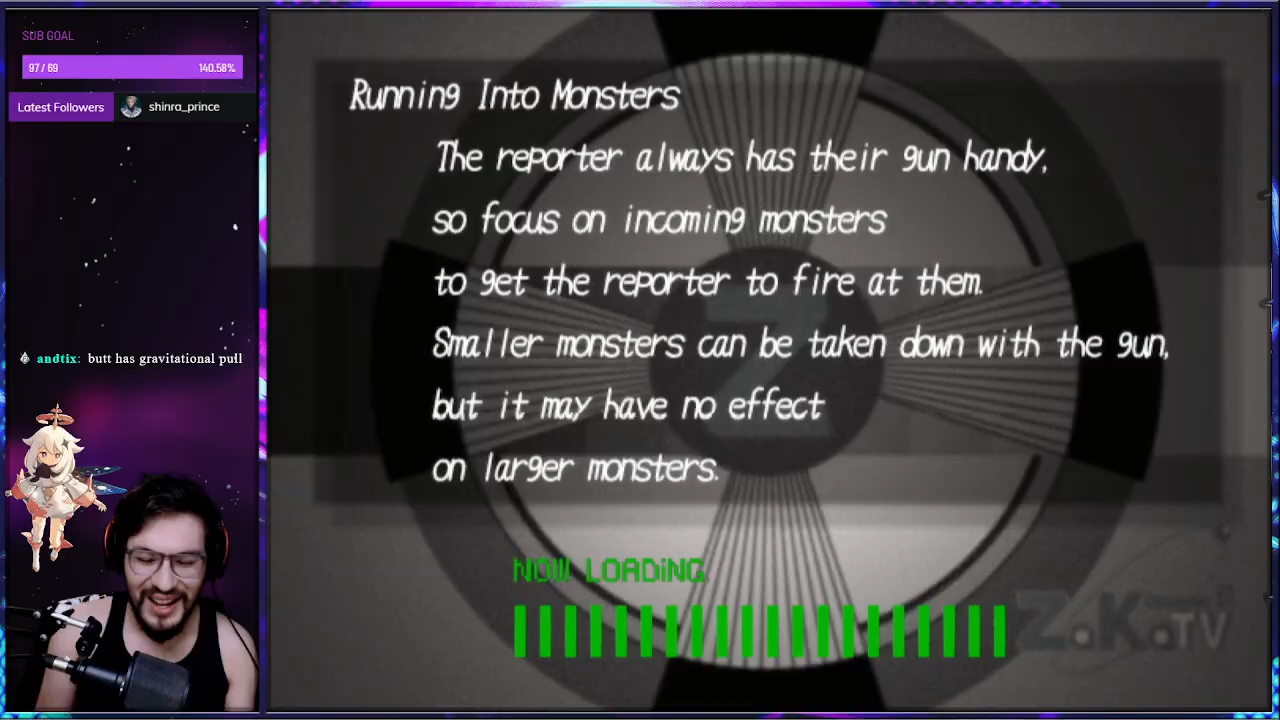 SUB GOAL
97 / 69 140.58%
Latest Followers shinra_prince
Running Into Monsters
The reporter always has their gun handy,
so focus on incoming monsters
to get the reporter to fire at them.
Smaller monsters can be taken down with the gun,
but it may have no effect
on larger monsters.
andtix: butt has gravitational pull
Z
NOW LOADING
ZaKa TV